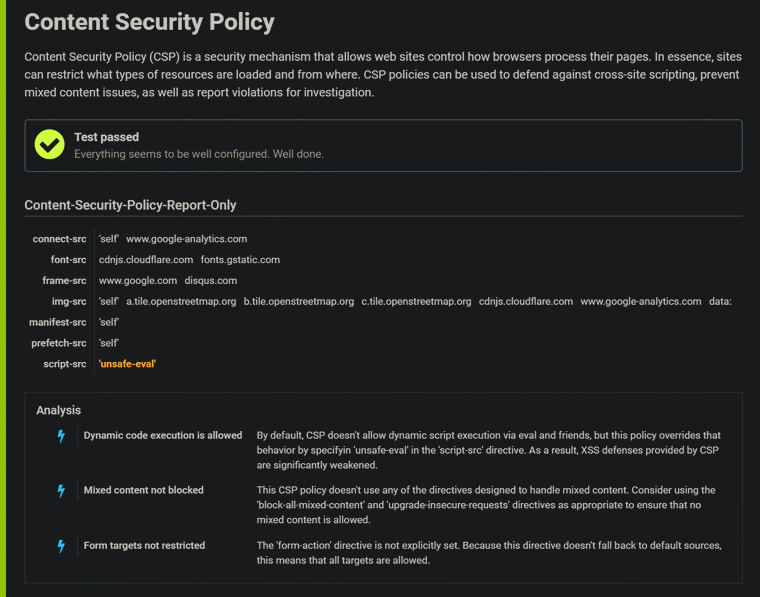 Content Security Policy
Content Security Policy (CSP) is a security mechanism that allows web sites control how browsers process their pages. In essence, sites
can restrict what types of resources are loaded and from where. CSP policies can be used to defend against cross-site scripting, prevent
mixed content issues, as well as report violations for investigation.
Test passed
Everything seems to be well configured. Well done.
Content-Security-Policy-Report-Only
connect-src 'self' www.google-analytics.com
font-src cdnjs.cloudflare.com fonts.gstatic.com
frame-src www.google.com disqus.com
img-src 'self' a.tile.openstreetmap.org b.tile.openstreetmap.org c.tile.openstreetmap.org cdnjs.cloudflare.com www.google-analytics.com data:
manifest-src 'self'
prefetch-src 'self'
script-src 'unsafe-eval'
Analysis
Dynamic code execution is allowed By default, CSP doesn't allow dynamic script execution via eval and friends, but this policy overrides that
behavior by specifyin 'unsafe-eval' in the 'script-src' directive. As a result, XSS defenses provided by CSP
are significantly weakened.
Mixed content not blocked This CSP policy doesn't use any of the directives designed to handle mixed content. Consider using the
'block-all-mixed-content' and 'upgrade-insecure-requests' directives as appropriate to ensure that no
mixed content is allowed.
Form targets not restricted The 'form-action' directive is not explicitly set. Because this directive doesn't fall back to default sources,
this means that all targets are allowed.